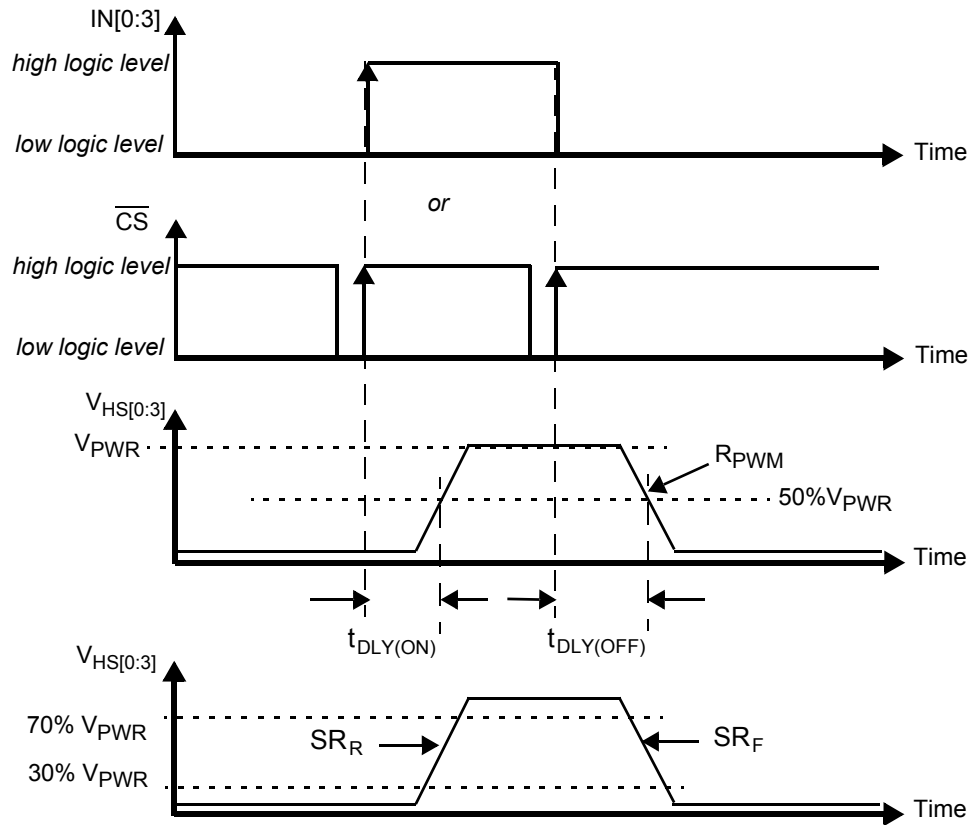 IN[0:3]
high logic level
low logic level
Time
or
CS
high logic level
low logic level
Time
VHS[0:3]
VPWR
RPWM
50%VPWR
Time
tDLY(ON)
tDLY(OFF)
VHS[0:3]
70% VPWR
SRR
SRF
30% VPWR
Time